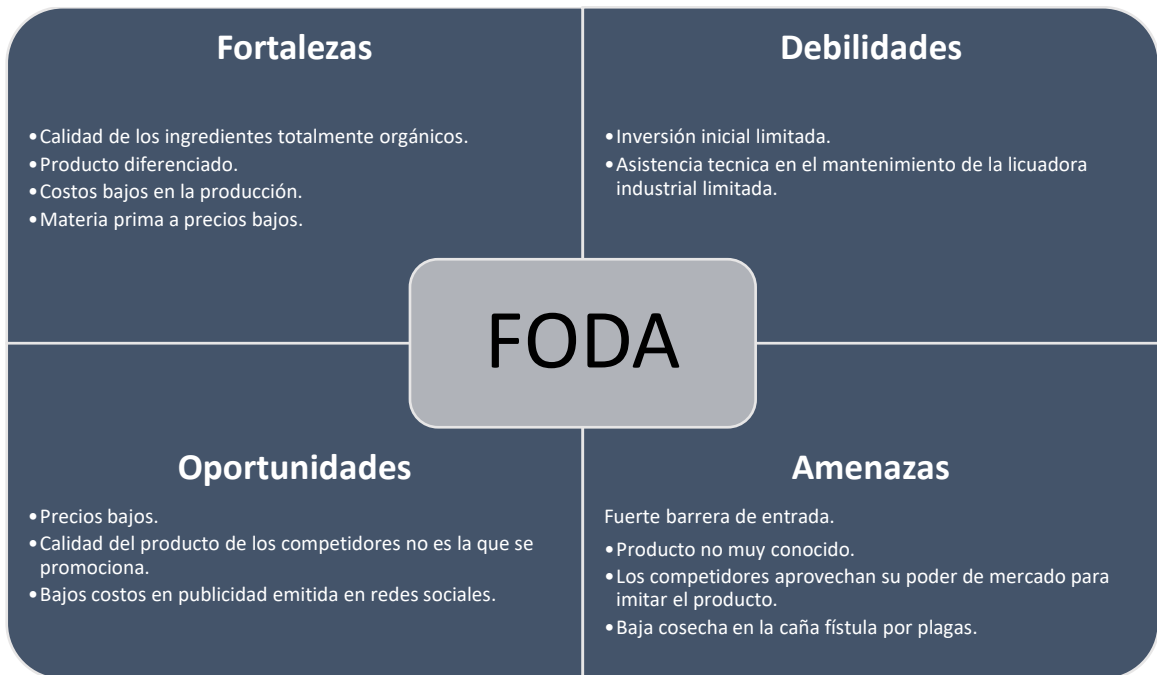 Fortalezas
•Calidad de los ingredientes totalmente orgánicos.
•Producto diferenciado.
•Costos bajos en la producción.
•Materia prima a precios bajos.
Debilidades
•Inversión inicial limitada.
•Asistencia tecnica en el mantenimiento de la licuadora
industrial limitada.
FODA
Oportunidades
•Precios bajos.
•Calidad del producto de los competidores no es la que se
promociona.
•Bajos costos en publicidad emitida en redes sociales.
Amenazas
Fuerte barrera de entrada.
•Producto no muy conocido.
•Los competidores aprovechan su poder de mercado para
imitar el producto.
•Baja cosecha en la caña fístula por plagas.